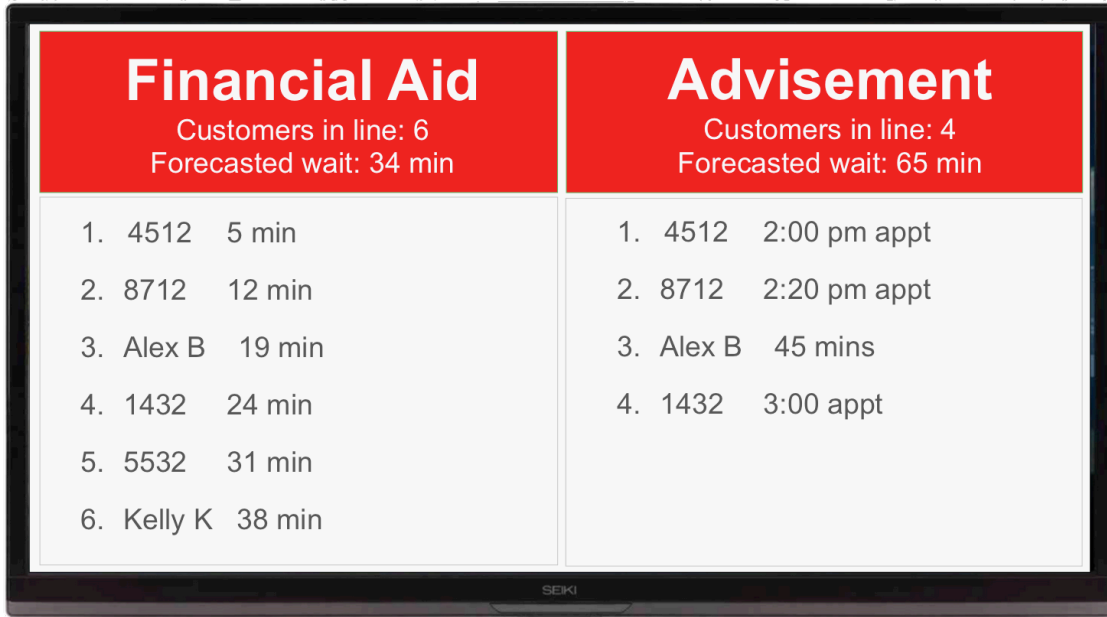 Financial Aid
Customers in line: 6
Forecasted wait: 34 min
1. 4512 5 min
2. 8712 12 min
3. Alex B 19 min
4. 1432 24 min
5. 5532 31 min
6. Kelly K 38 min
Advisement
Customers in line: 4
Forecasted wait: 65 min
1. 4512 2:00 pm appt
2. 8712 2:20 pm appt
3. Alex B 45 mins
4. 1432 3:00 appt
SEIKI